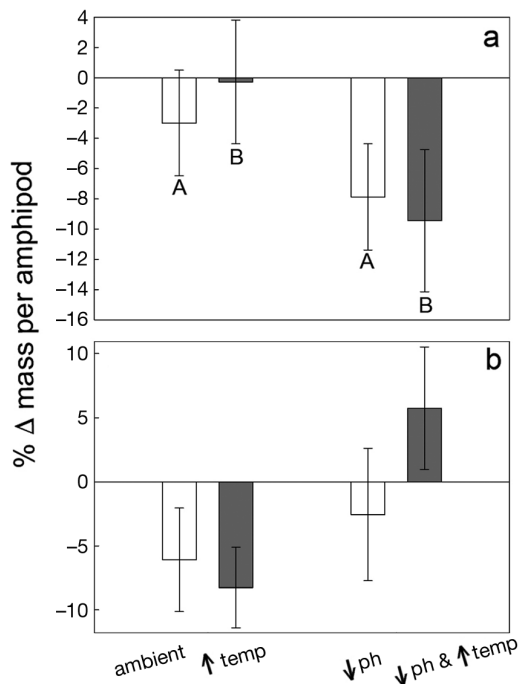 % Δ mass per amphipod
a
4
2
0
−2
−4
−6
−8
−10
−12
−14
−16
A
B
A
B
b
10
5
0
−5
−10
ambient
↑ temp
↓ph
↓ph & ↑temp